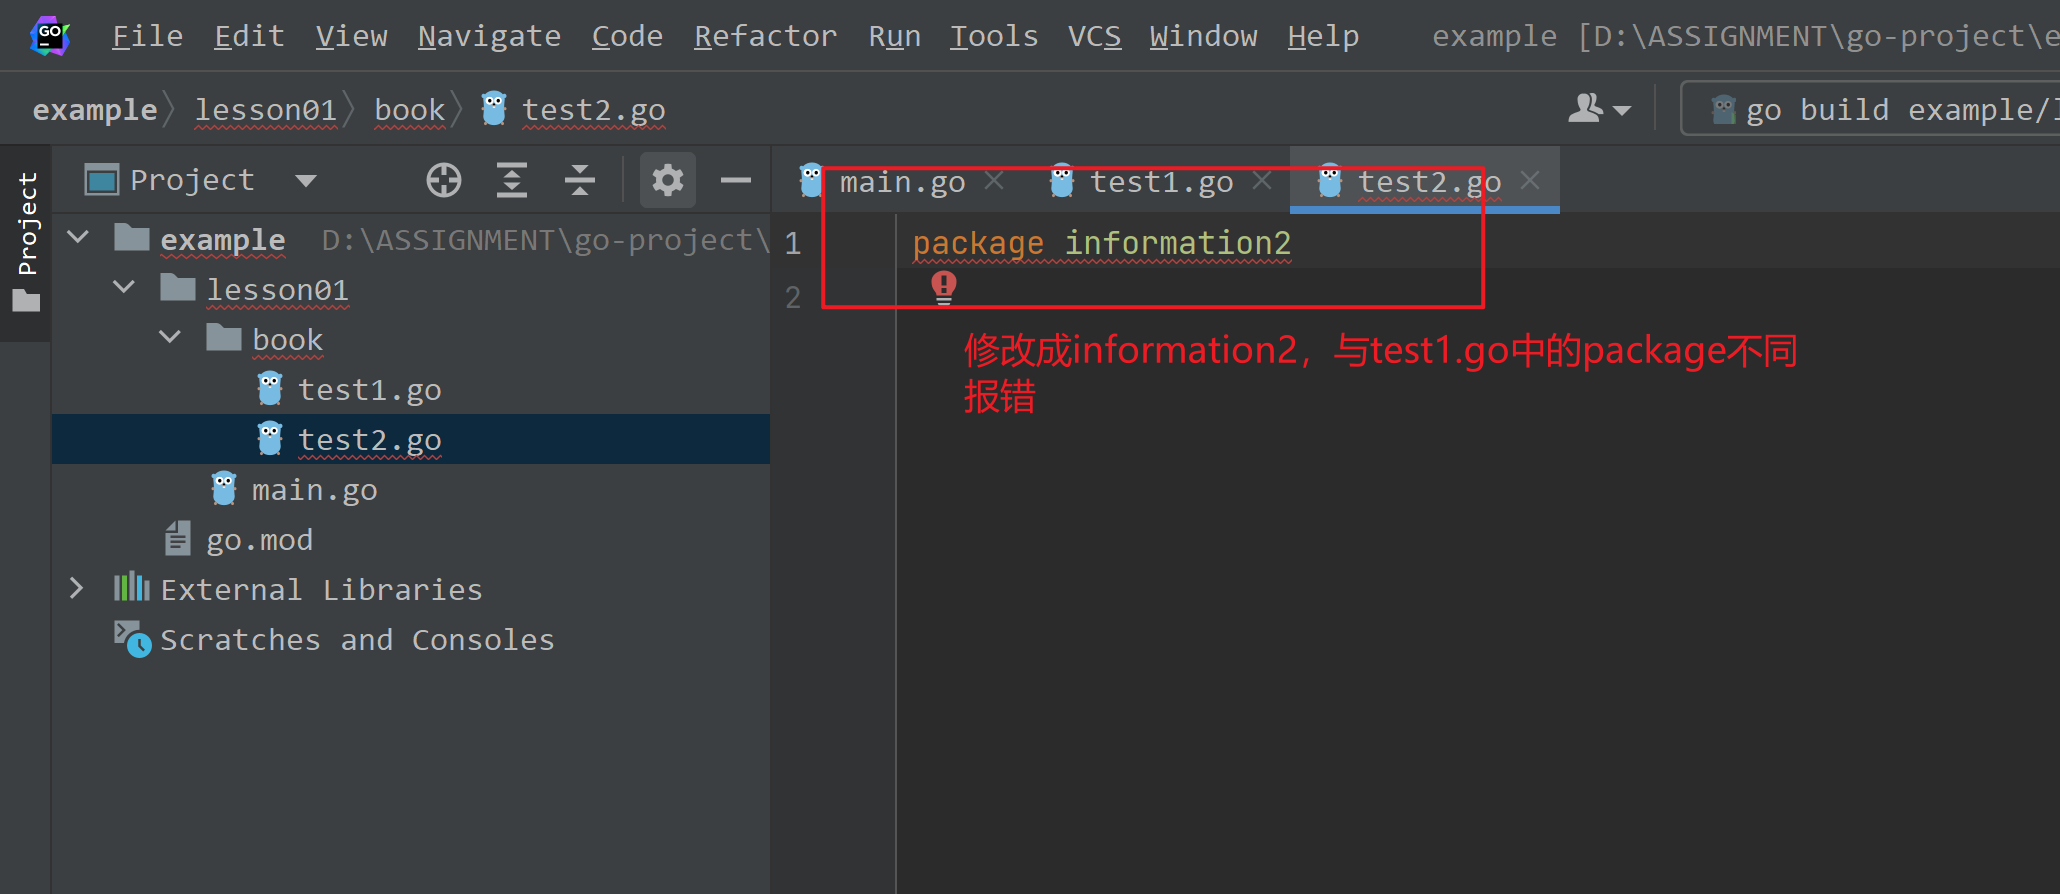 GO
File Edit View Navigate Code Refactor Run Tools VCS Window Help example [D:\ASSIGNMENT\go-project\e
example lesson01 book test2.go
go build example/l
Project
Project
main.go test1.go test2.go
example D:\ASSIGNMENT\go-project\
lesson01
book
test1.go
test2.go
main.go
go.mod
External Libraries
Scratches and Consoles
1 package information2
2
修改成information2，与test1.go中的package不同
报错